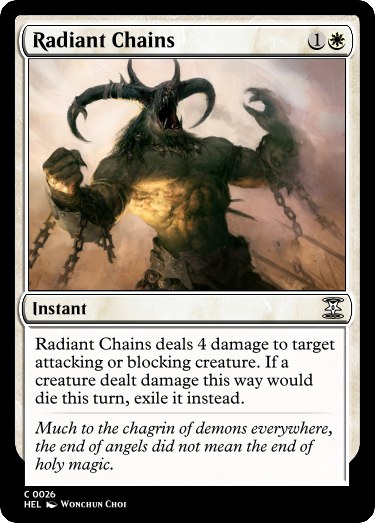 Radiant Chains 1
Instant
Radiant Chains deals 4 damage to target
attacking or blocking creature. If a
creature dealt damage this way would
die this turn, exile it instead.
Much to the chagrin of demons everywhere,
the end of angels did not mean the end of
holy magic.
C 0026
HEL Wonchun Choi